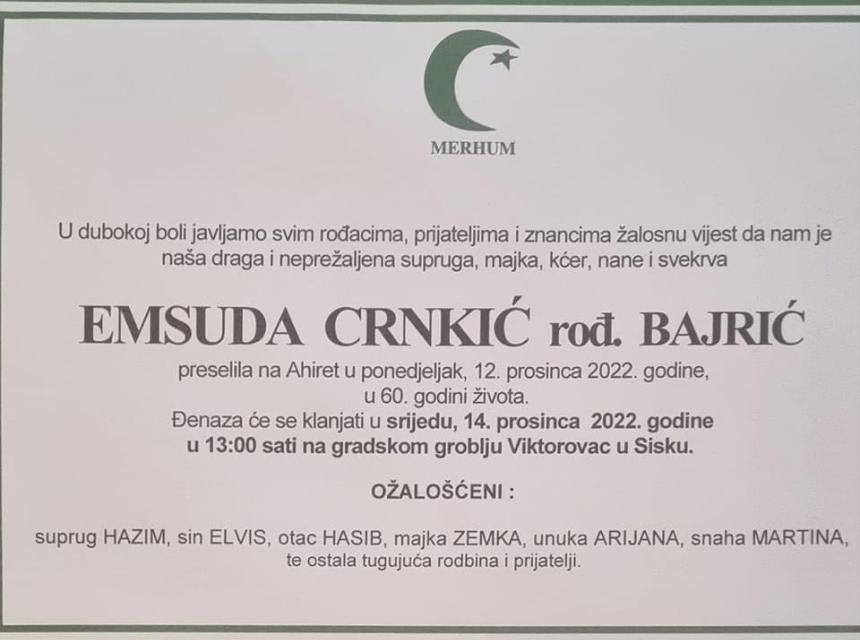 MERHUM
U dubokoj boli javljamo svim rođacima, prijateljima i znancima žalosnu vijest da nam je
naša draga i neprežaljena supruga, majka, kćer, nane i svekrva
EMSUDA CRNKIĆ rođ. BAJRIĆ
preselila na Ahiret u ponedjeljak, 12. prosinca 2022. godine,
u 60. godini života.
Đenaza će se klanjati u srijedu, 14. prosinca 2022. godine
u 13:00 sati na gradskom groblju Viktorovac u Sisku.
OŽALOŠĆENI :
suprug HAZIM, sin ELVIS, otac HASIB, majka ZEMKA, unuka ARIJANA, snaha MARTINA,
te ostala tugujuća rodbina i prijatelji.